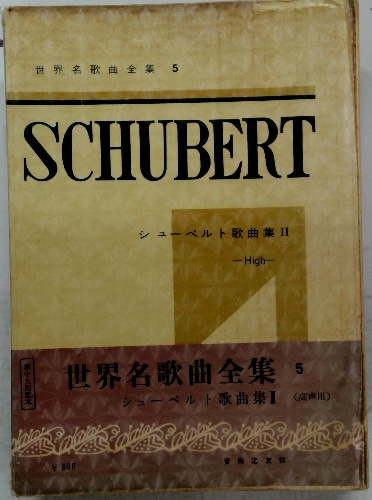 世界名歌曲全集 5
SCHUBERT
シューベルト歌曲集 II
—High—
世界名歌曲全集 5
シューベルト歌曲集 I （高声用）
￥800
音楽之友社